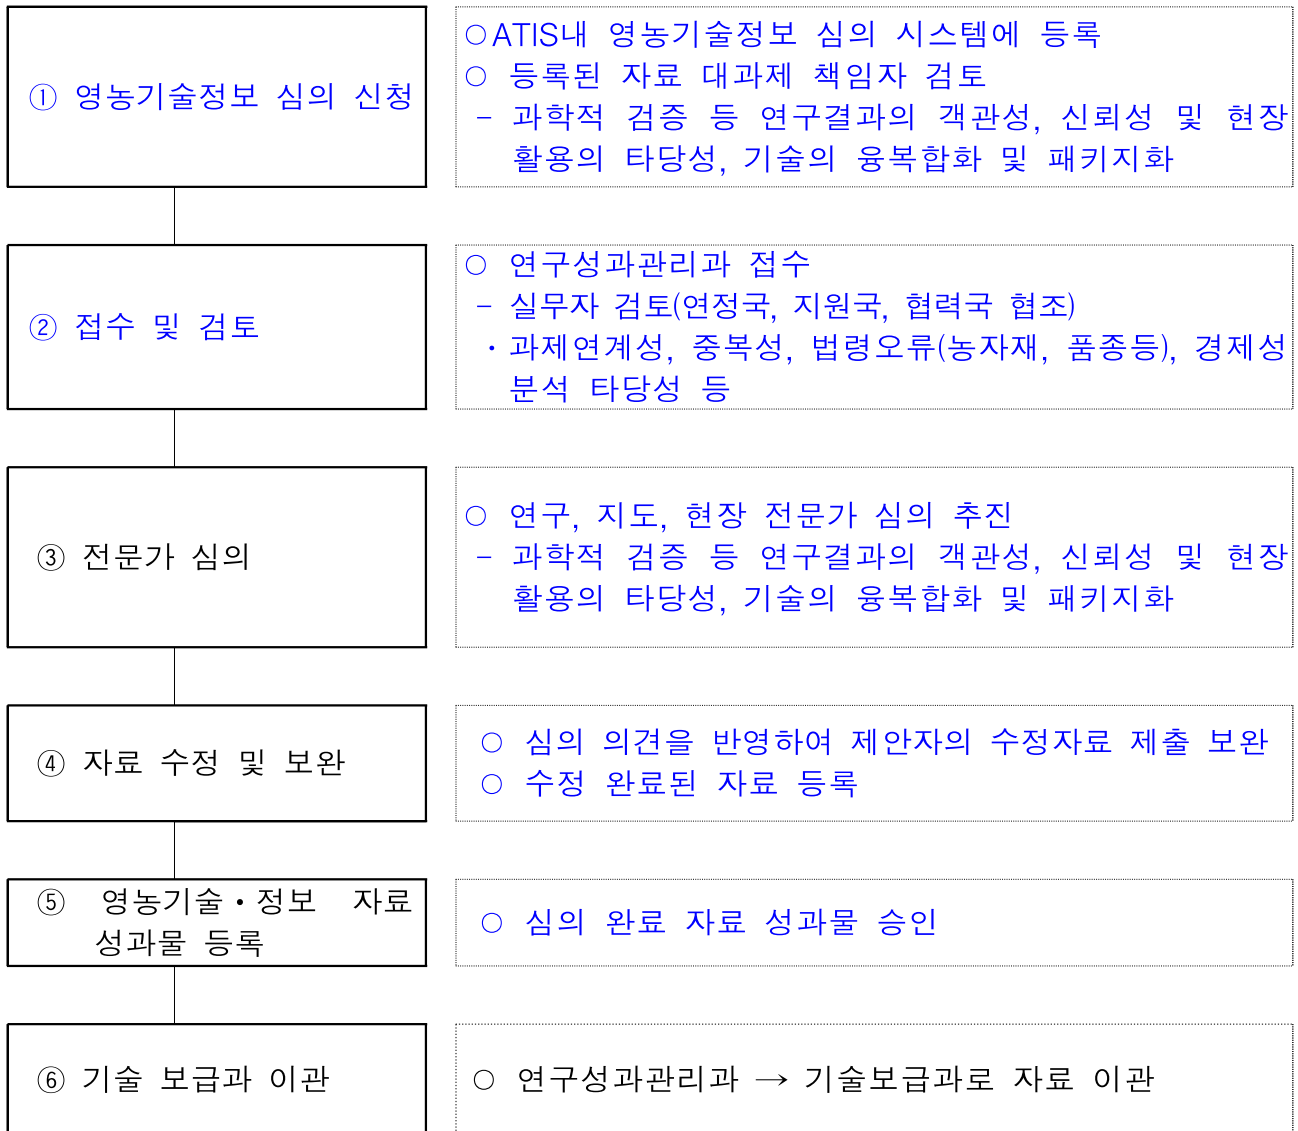 ① 영농기술정보 심의 신청
○ATIS내 영농기술정보 심의 시스템에 등록
○ 등록된 자료 대과제 책임자 검토
- 과학적 검증 등 연구결과의 객관성, 신뢰성 및 현장
활용의 타당성, 기술의 융복합화 및 패키지화
② 접수 및 검토
○ 연구성과관리과 접수
- 실무자 검토(연정국, 지원국, 협력국 협조)
・과제연계성, 중복성, 법령오류(농자재, 품종등), 경제성
분석 타당성 등
③ 전문가 심의
○ 연구, 지도, 현장 전문가 심의 추진
- 과학적 검증 등 연구결과의 객관성, 신뢰성 및 현장
활용의 타당성, 기술의 융복합화 및 패키지화
④ 자료 수정 및 보완
○ 심의 의견을 반영하여 제안자의 수정자료 제출 보완
○ 수정 완료된 자료 등록
⑤ 영농기술・정보 자료
성과물 등록
○ 심의 완료 자료 성과물 승인
⑥ 기술 보급과 이관
○ 연구성과관리과 → 기술보급과로 자료 이관